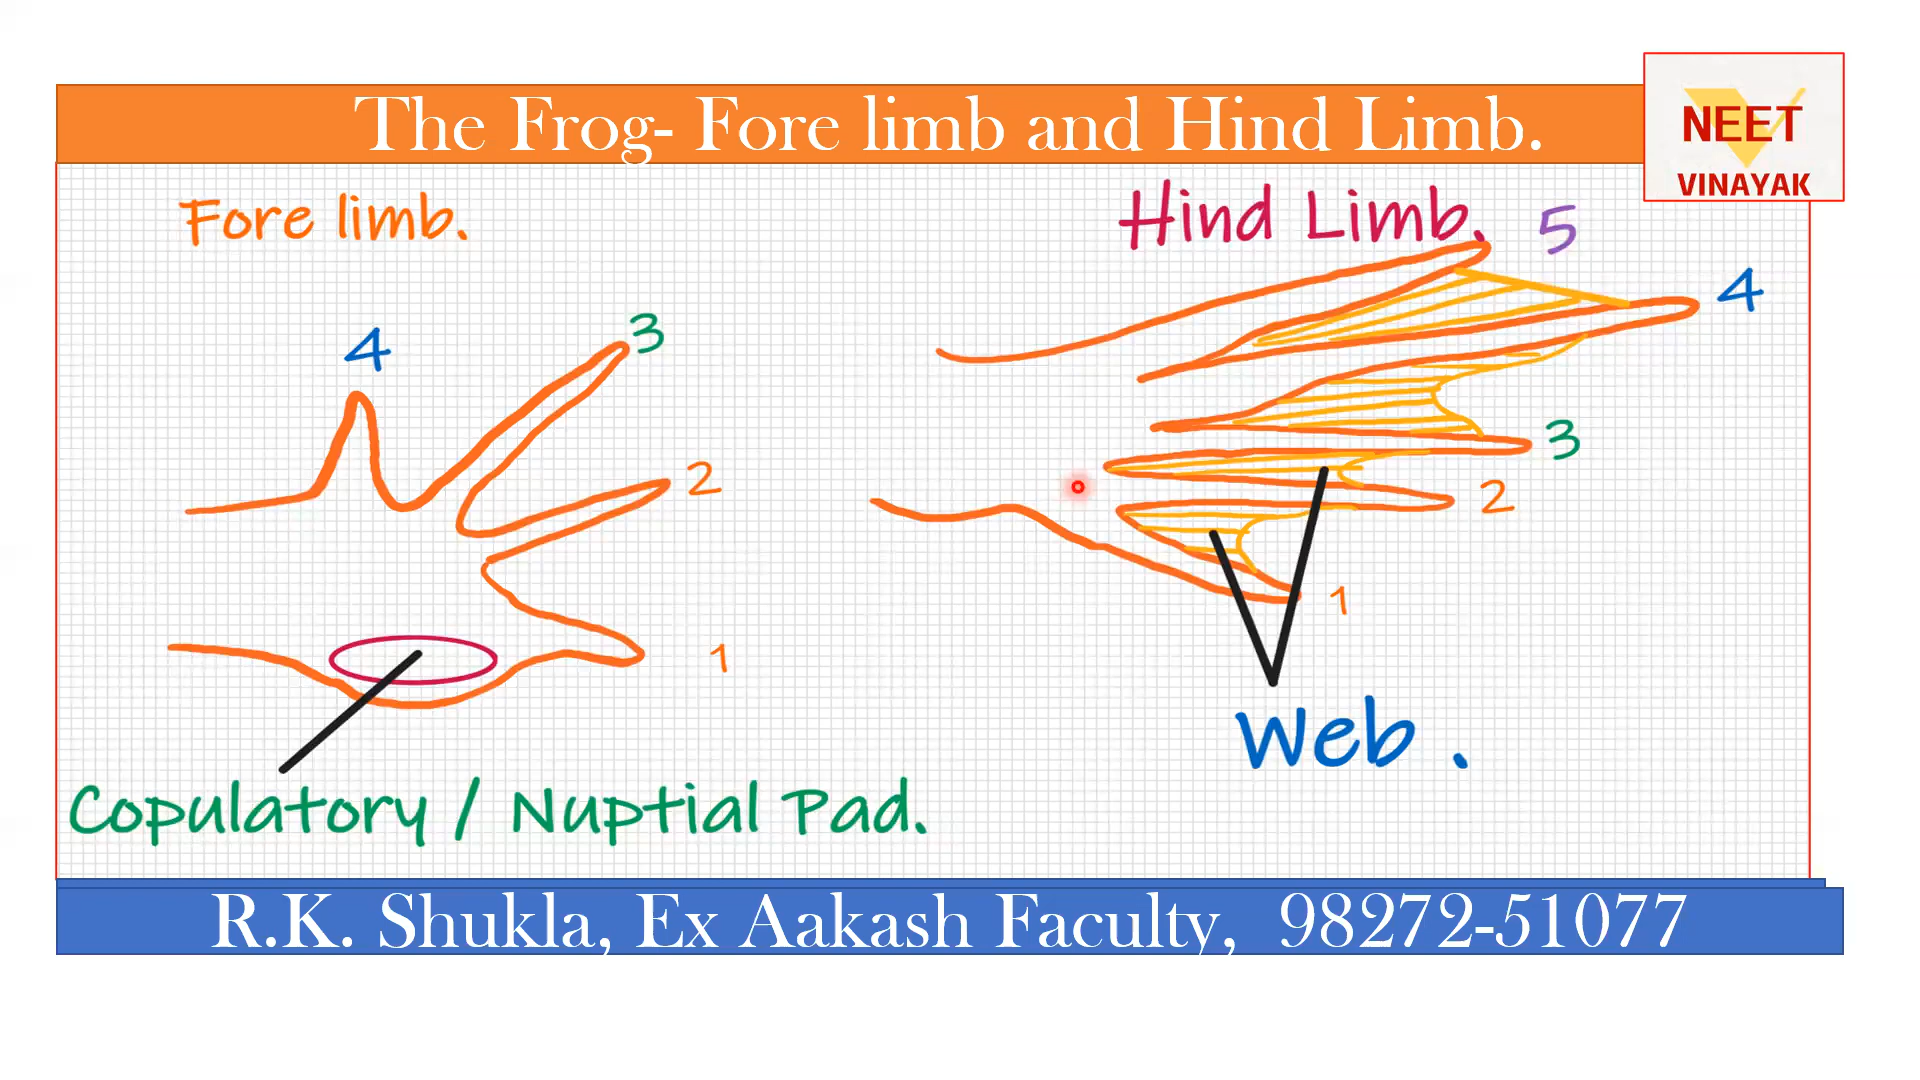 The Frog- Fore limb and Hind Limb.
NEET
VINAYAK
Fore limb.
Hind Limb.
5
4
4
3
3
2
2
1
1
Web .
Copulatory / Nuptial Pad.
R.K. Shukla, Ex Aakash Faculty, 98272-51077